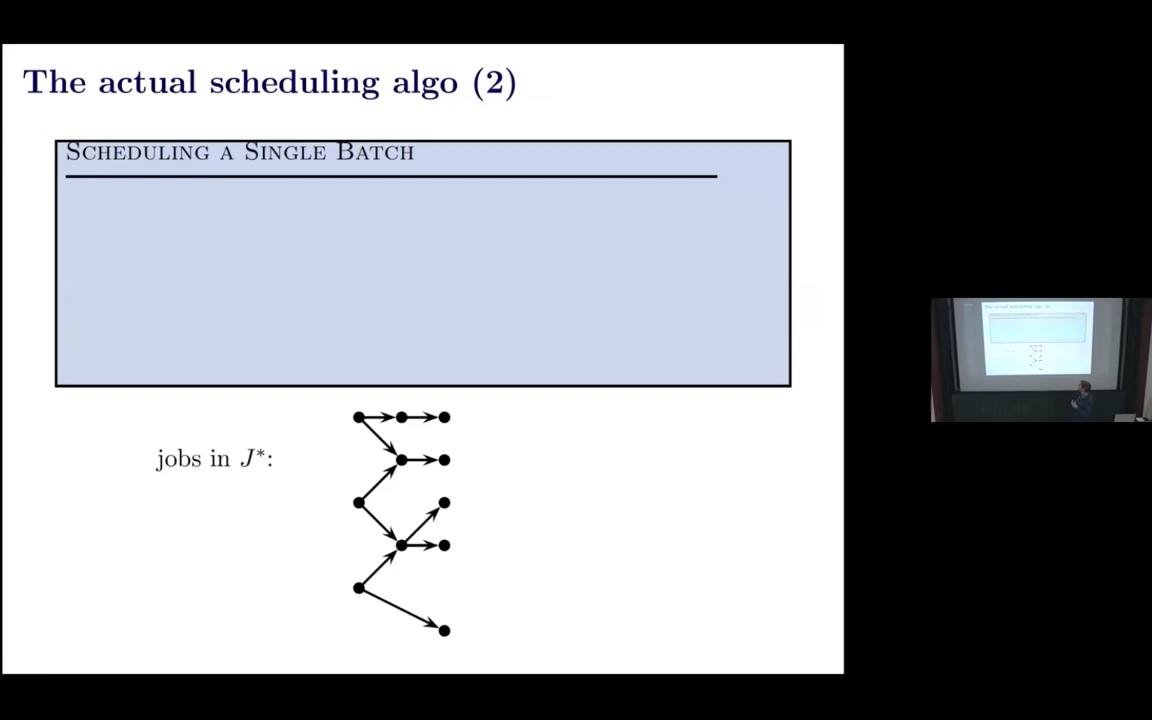 The actual scheduling algo (2)
Scheduling a Single Batch
jobs in J*: